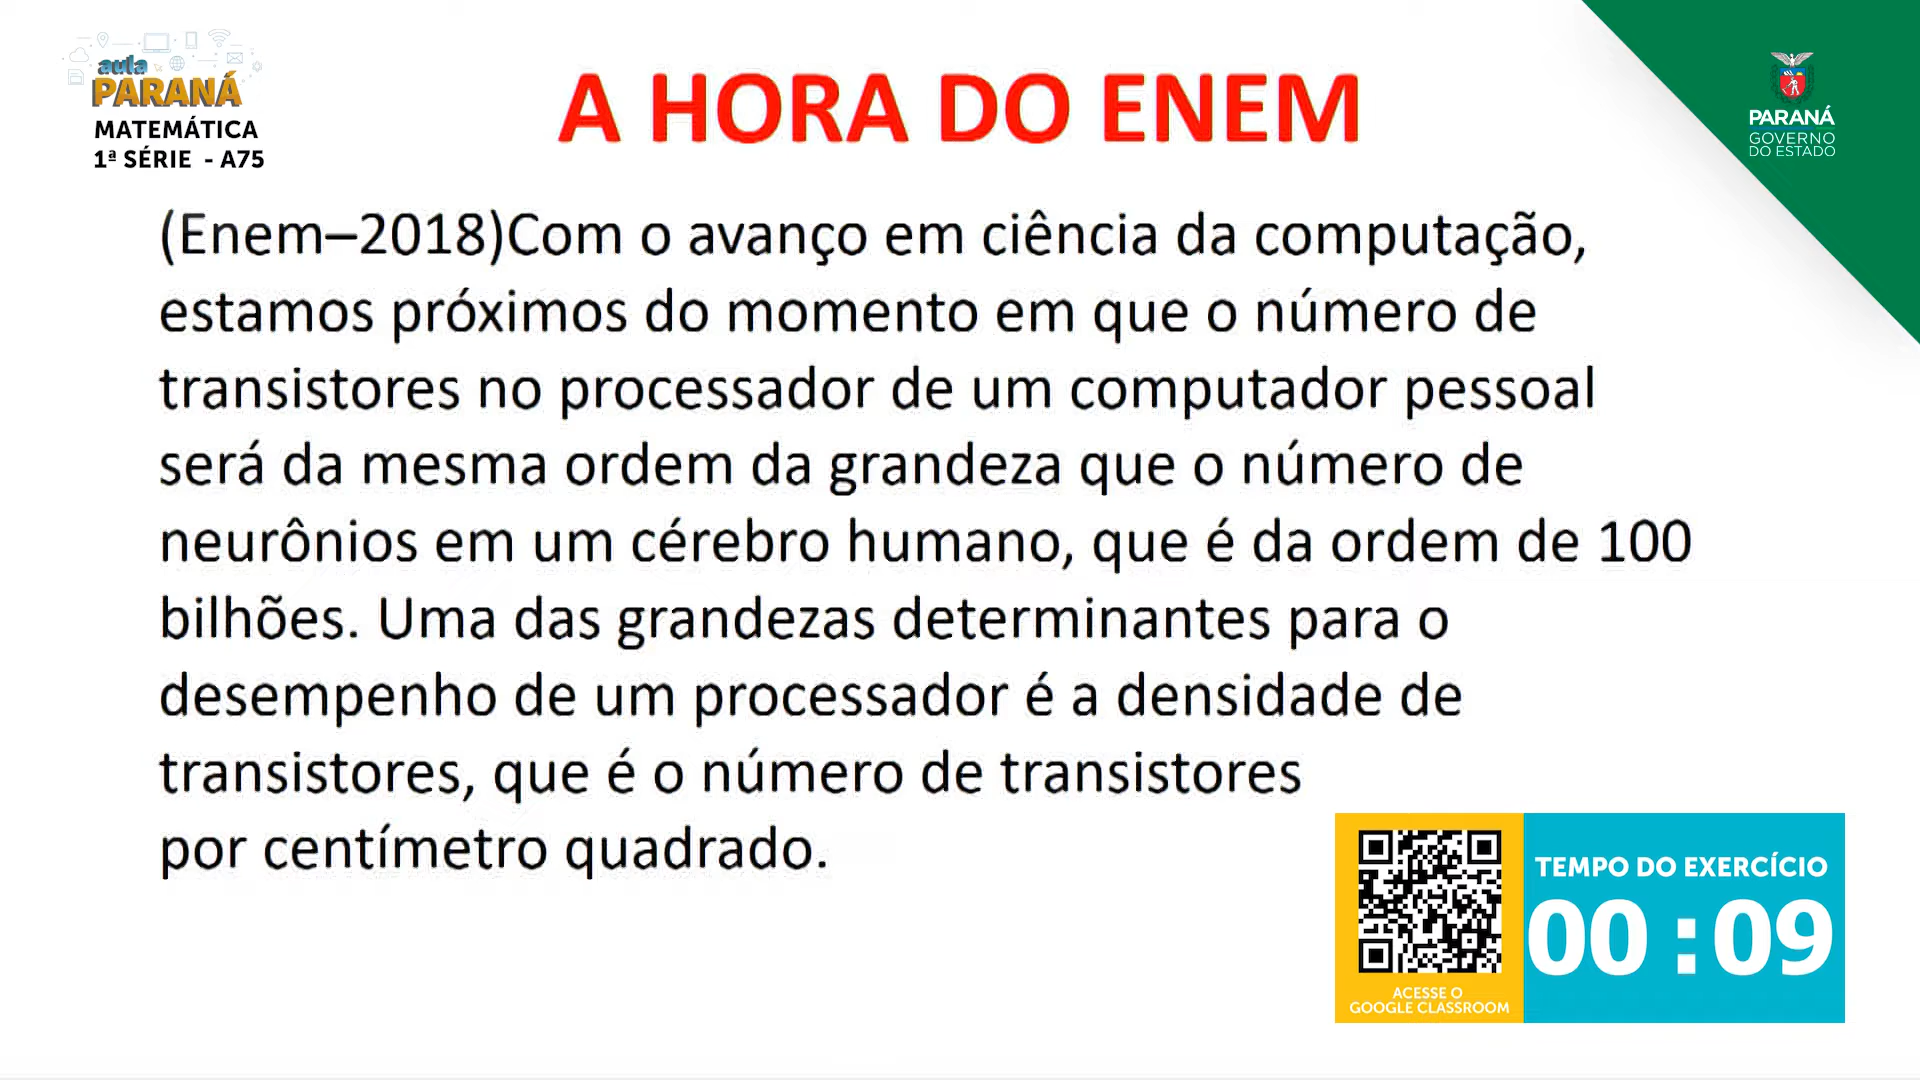 aula
PARANÁ
MATEMÁTICA
1ª SÉRIE - A75
A HORA DO ENEM
PARANÁ
GOVERNO
DO ESTADO
(Enem–2018)Com o avanço em ciência da computação,
estamos próximos do momento em que o número de
transistores no processador de um computador pessoal
será da mesma ordem da grandeza que o número de
neurônios em um cérebro humano, que é da ordem de 100
bilhões. Uma das grandezas determinantes para o
desempenho de um processador é a densidade de
transistores, que é o número de transistores
por centímetro quadrado.
TEMPO DO EXERCÍCIO
00 : 09
ACESSE O
GOOGLE CLASSROOM